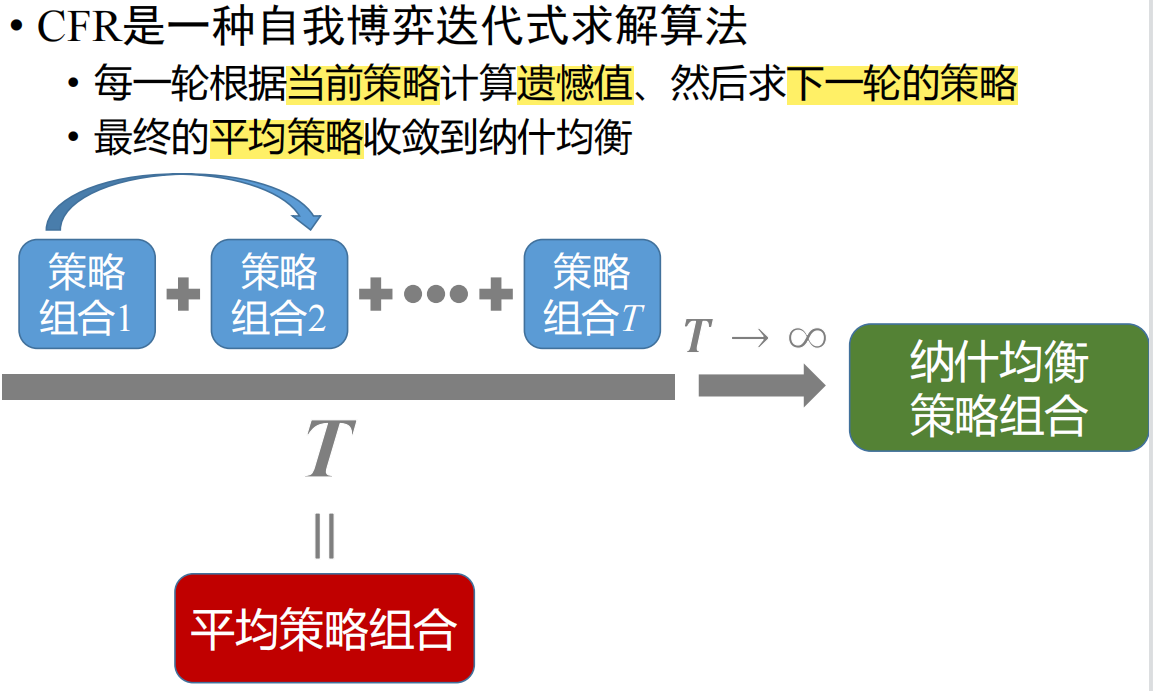 • CFR是一种自我博弈迭代式求解算法
• 每一轮根据当前策略计算遗憾值、然后求下一轮的策略
• 最终的平均策略收敛到纳什均衡
策略
组合1
+
策略
组合2
+ ••• +
策略
组合T
T → ∞
纳什均衡
策略组合
T
=
平均策略组合